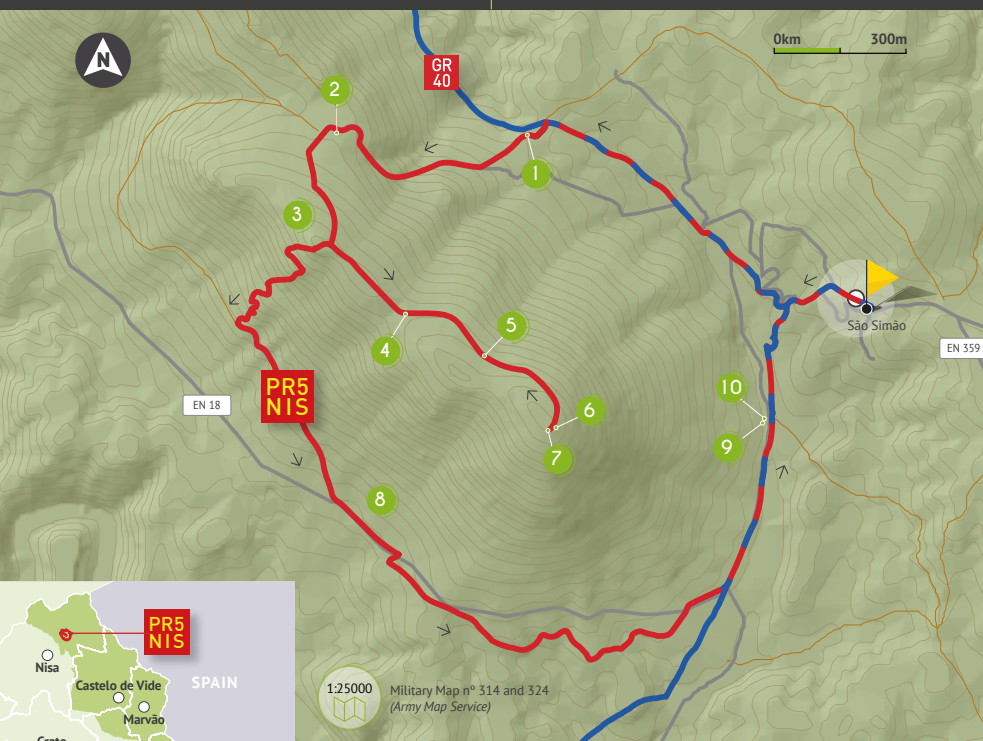 N
GR
40
0km 300m
2
1
3
São Simão
4
5
EN 359
PR5
NIS
EN 18
10
6
9
7
8
PR5
NIS
Nisa
SPAIN
Castelo de Vide
Marvão
1:25000
Military Map nº 314 and 324
(Army Map Service)